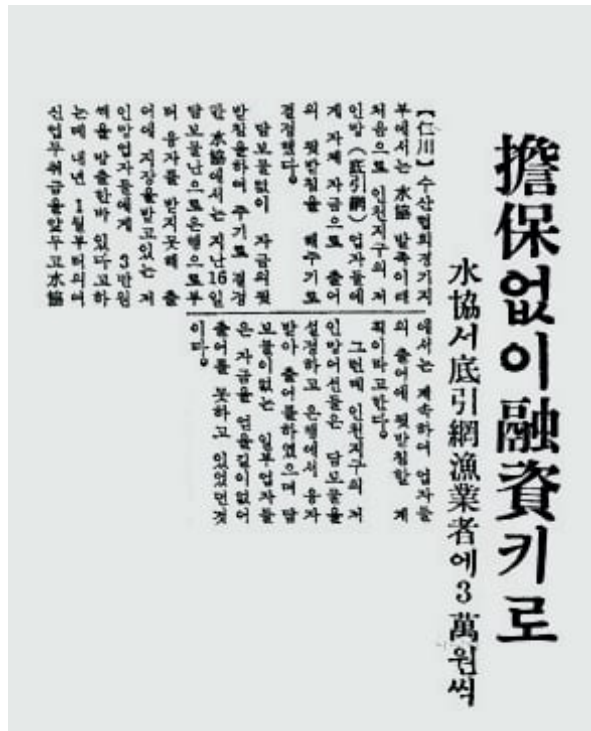 擔保없이融資키로
水協서底引網漁業者에3萬원씩
【仁川】수산협회경기지
부에서는 水協 발족이래
처음으로 인천지구의 저
인망(底引網)업자들에
게 자체 자금으로 출어
의 뒷받침을 해주기로
결정했다.
담보물없이 자금의뒷
받침을하여 주기로 결정
한 水協에서는 지난16일
담보물난으로은행으로부
터 융자를 받지못해 출
어에 지장을받고있는 저
인망업자들에게 3만원
씩을 방출한바 있다고하
는데 내년 1월부터의여
신업무취급을앞두고水協
에서는 계속하여 업자들
의 출어에 뒷받침할 계
획이라고한다.
그런데 인천지구의 저
인망어선들은 담보물을
설정하고 은행에서 융자
받아 출어를하였으며 담
보물이없는 일부업자들
은 자금을 얻을길이없어
출어를 못하고 있었던것
이다.